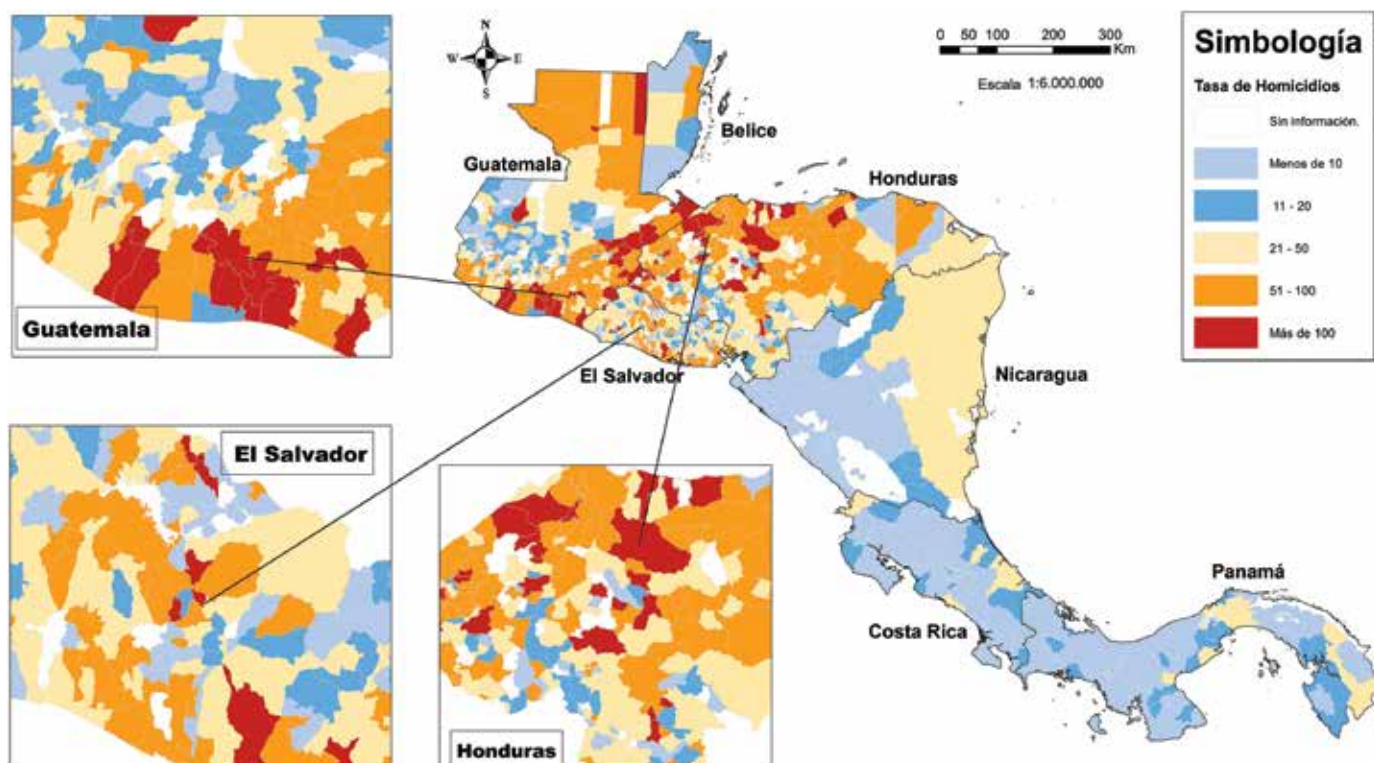 Guatemala
El Salvador
Honduras
N
W E
S
Guatemala
Belice
Honduras
El Salvador
Nicaragua
Costa Rica
Panamá
0 50 100 200 300
Km
Escala 1:6.000.000
Simbología
Tasa de Homicidios
Sin información.
Menos de 10
11 - 20
21 - 50
51 - 100
Más de 100